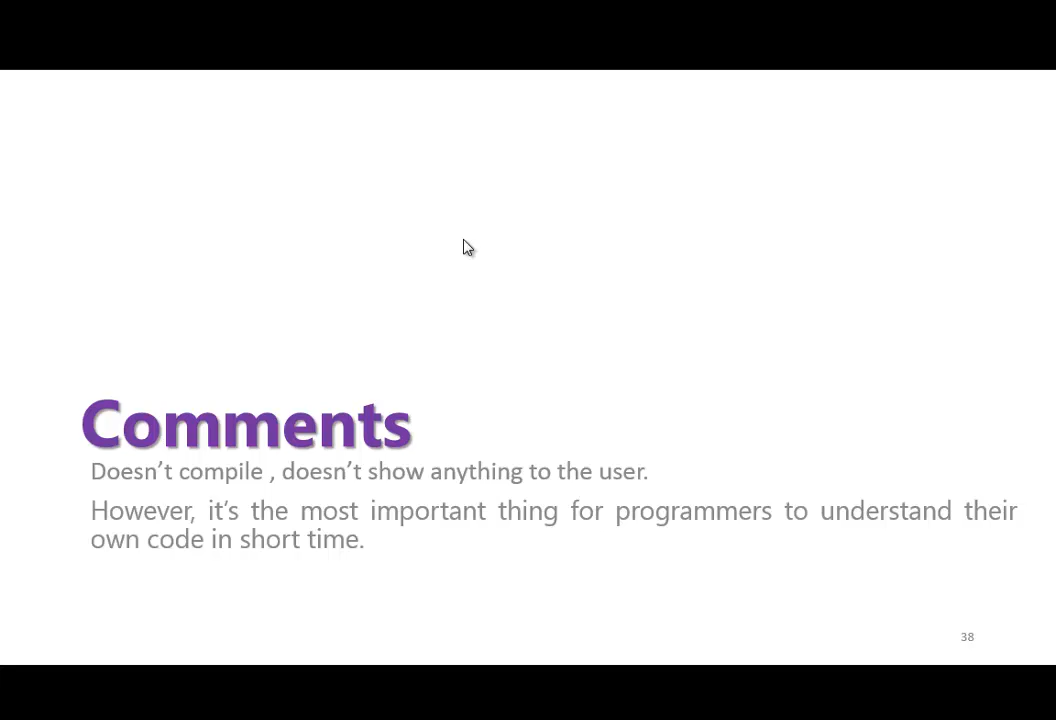 Comments
Doesn’t compile , doesn’t show anything to the user.
However, it’s the most important thing for programmers to understand their
own code in short time.
38